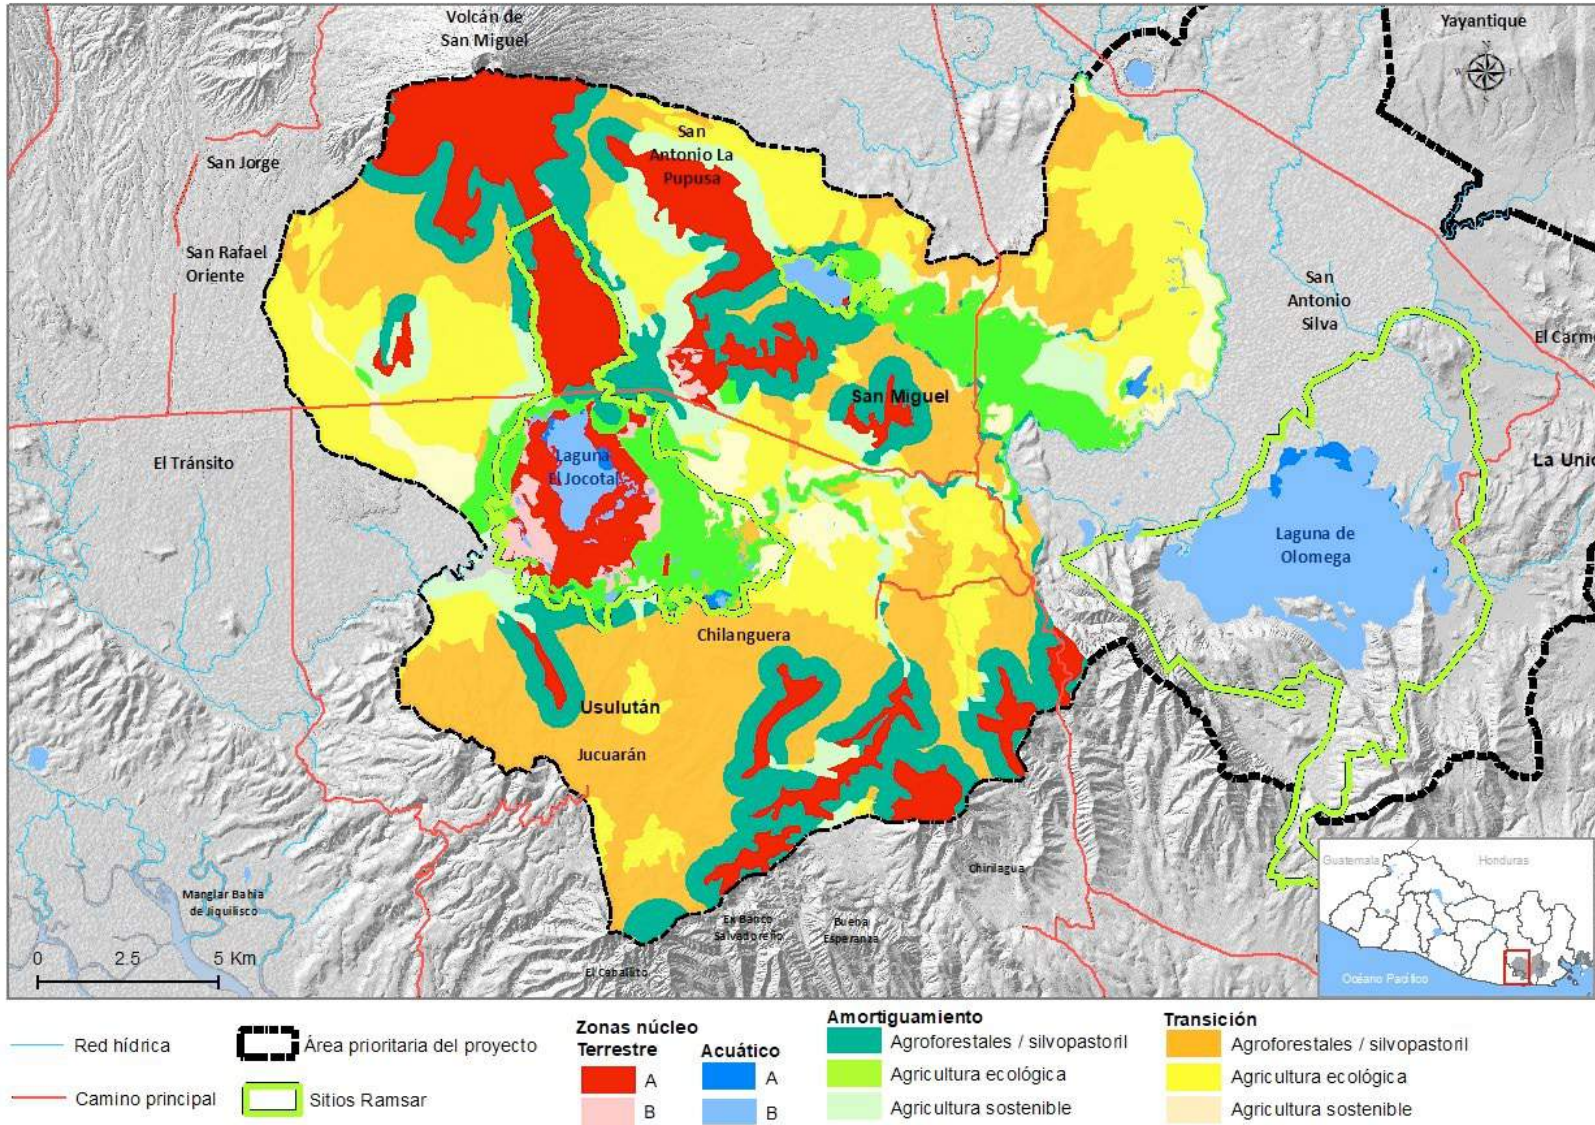 Volcán de
San Miguel
Yayantique
N
W
E
S
San
Antonio La
Pupusa
San Jorge
San Rafael
Oriente
San
Antonio
Silva
El Carme
San Miguel
El Tránsito
Laguna
El Jocotal
La Unió
Laguna de
Olomega
Chilanguera
Usulután
Jucuarán
Chirilagua
Manglar Bahía
de Jiquilisco
Ex Banco
Salvadoreño
Buena
Esperanza
El Caballito
0 2.5 5 Km
Guatemala
Honduras
Océano Pacífico
Red hídrica
Camino principal
Área prioritaria del proyecto
Sitios Ramsar
Zonas núcleo
Terrestre
A
B
Acuático
A
B
Amortiguamiento
Agroforestales / silvopastoril
Agricultura ecológica
Agricultura sostenible
Transición
Agroforestales / silvopastoril
Agricultura ecológica
Agricultura sostenible